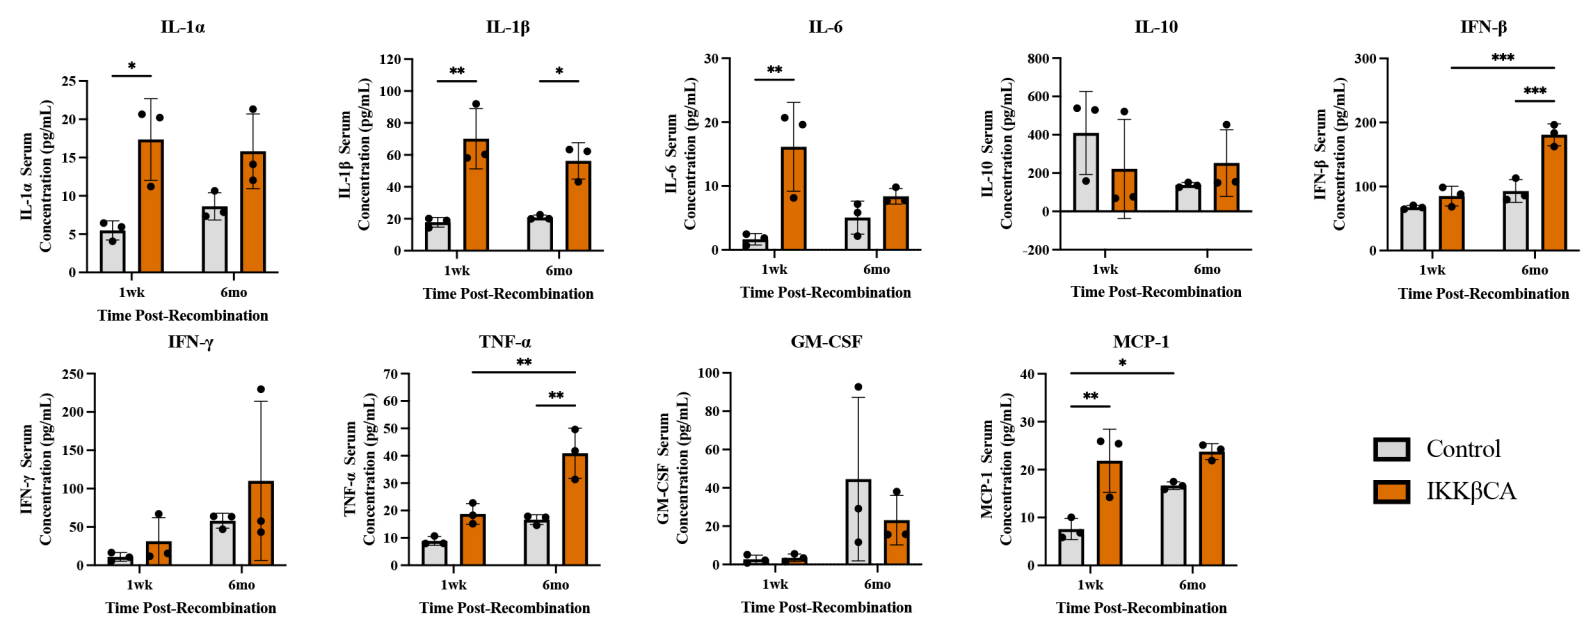 IL-1α
IL-1α Serum
Concentration (pg/mL)
25
20
15
10
5
0
*
1wk
6mo
Time Post-Recombination
IL-1β
IL-1β Serum
Concentration (pg/mL)
120
100
80
60
40
20
0
**
*
1wk
6mo
Time Post-Recombination
IL-6
IL-6 Serum
Concentration (pg/mL)
30
20
10
0
**
1wk
6mo
Time Post-Recombination
IL-10
IL-10 Serum
Concentration (pg/mL)
800
600
400
200
0
-200
1wk
6mo
Time Post-Recombination
IFN-β
IFN-β Serum
Concentration (pg/mL)
300
200
100
0
***
***
1wk
6mo
Time Post-Recombination
IFN-γ
IFN-γ Serum
Concentration (pg/mL)
250
200
150
100
50
0
1wk
6mo
Time Post-Recombination
TNF-α
TNF-α Serum
Concentration (pg/mL)
70
60
50
40
30
20
10
0
**
**
1wk
6mo
Time Post-Recombination
GM-CSF
GM-CSF Serum
Concentration (pg/mL)
100
80
60
40
20
0
1wk
6mo
Time Post-Recombination
MCP-1
MCP-1 Serum
Concentration (pg/mL)
40
30
20
10
0
*
**
1wk
6mo
Time Post-Recombination
Control
IKKβCA